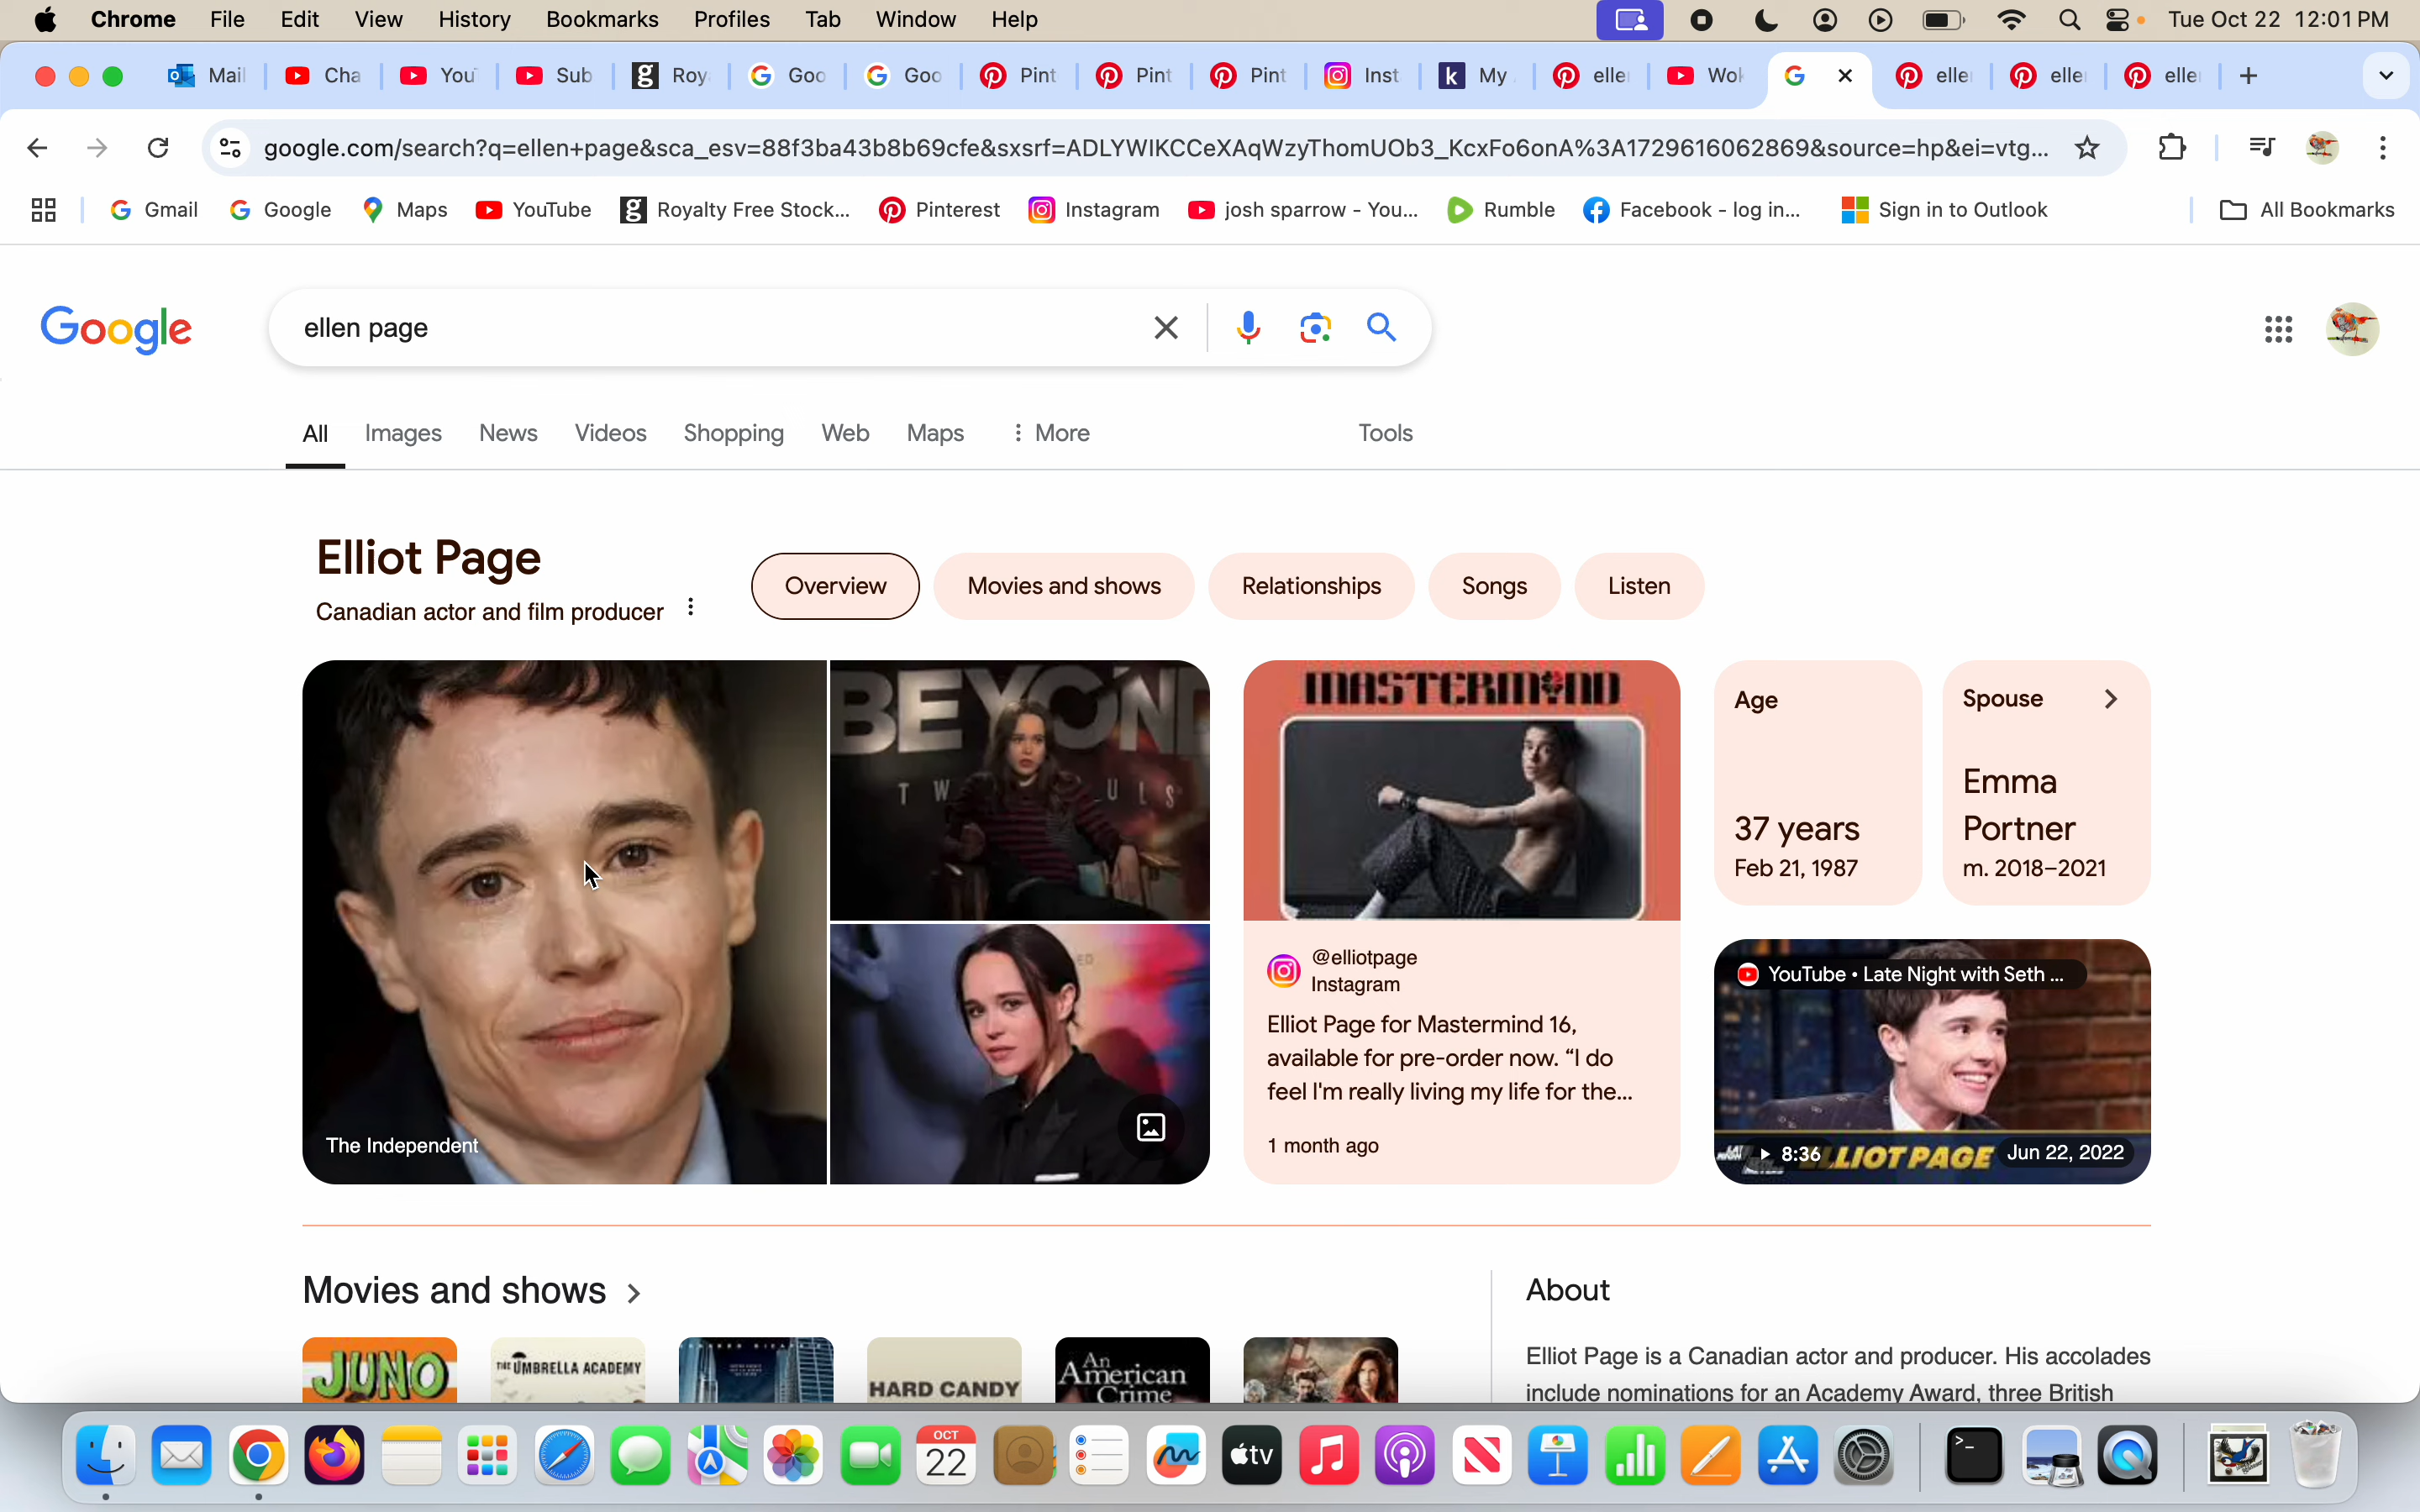 Chrome File Edit View History Bookmarks Profiles Tab Window Help Tue Oct 22 12:01 PM
Mail Cha You Sub Roy Goo Goo Pint Pint Pint Inst My elle Wok elle elle elle
google.com/search?q=ellen+page&sca_esv=88f3ba43b8b69cfe&sxsrf=ADLYWIKCCeXAqWzyThomUOb3_KcxFo6onA%3A1729616062869&source=hp&ei=vtg...
Gmail Google Maps YouTube Royalty Free Stock... Pinterest Instagram josh sparrow - You... Rumble Facebook - log in... Sign in to Outlook All Bookmarks
Google
ellen page
All Images News Videos Shopping Web Maps More Tools
Elliot Page
Canadian actor and film producer
Overview Movies and shows Relationships Songs Listen
The Independent
BEYOND
MASTERMIND
@elliotpage
Instagram
Elliot Page for Mastermind 16,
available for pre-order now. “I do
feel I'm really living my life for the...
1 month ago
Age
37 years
Feb 21, 1987
Spouse
Emma
Portner
m. 2018–2021
YouTube • Late Night with Seth ...
8:36
LLIOT PAGE
Jun 22, 2022
Movies and shows
JUNO
THE UMBRELLA ACADEMY
HARD CANDY
An
American
Crime
About
Elliot Page is a Canadian actor and producer. His accolades
include nominations for an Academy Award, three British
OCT
22
tv